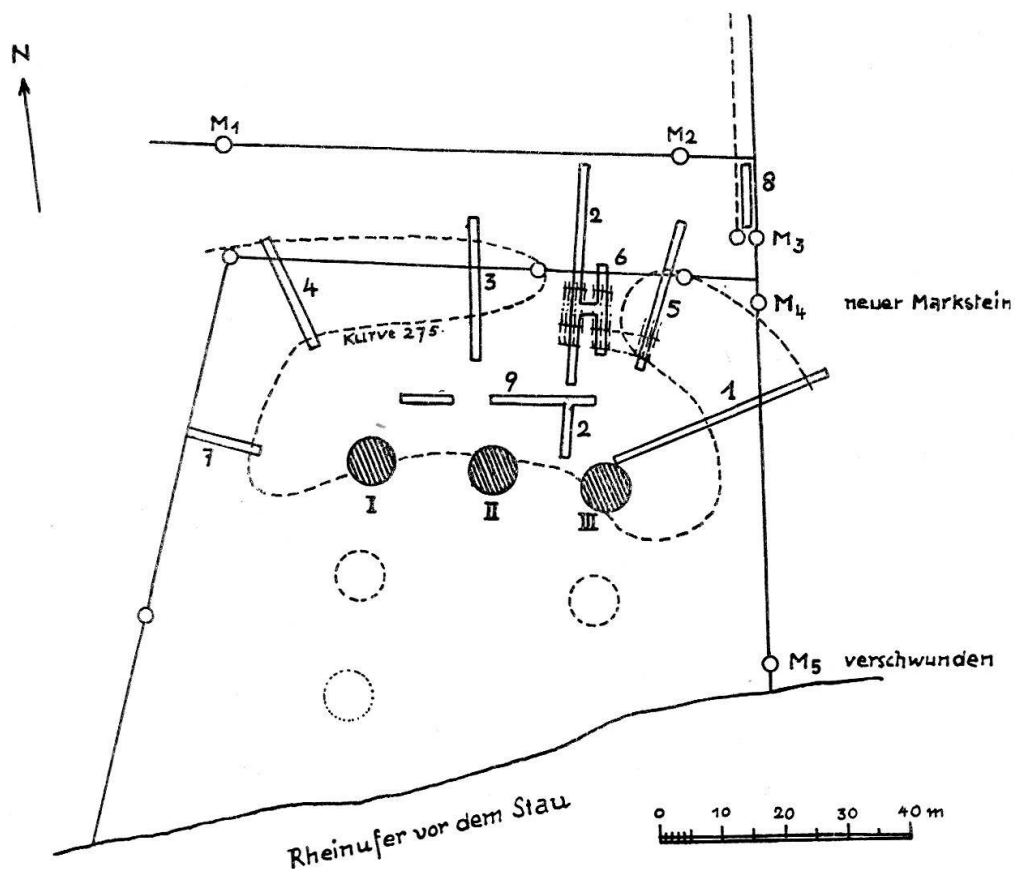 N
M1
M2
8
2
M3
6
4
3
5
M4 neuer Markstein
Kurve 275
9
1
7
2
I
II
III
M5 verschwunden
Rheinufer vor dem Stau
0 10 20 30 40 m